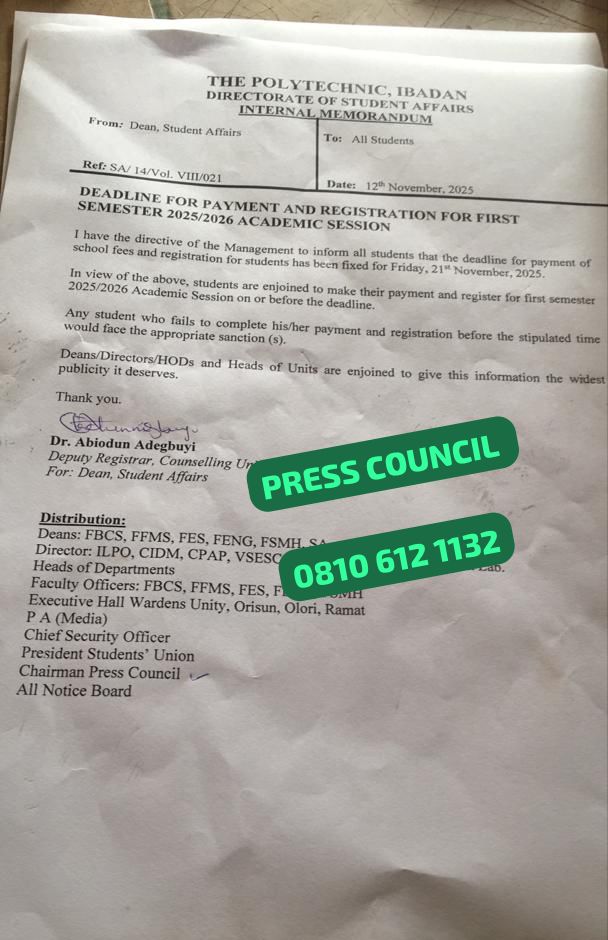 THE POLYTECHNIC, IBADAN
DIRECTORATE OF STUDENT AFFAIRS
INTERNAL MEMORANDUM
From: Dean, Student Affairs
To: All Students
Ref: SA/ 14/Vol. VIII/021
Date: 12th November, 2025
DEADLINE FOR PAYMENT AND REGISTRATION FOR FIRST
SEMESTER 2025/2026 ACADEMIC SESSION
I have the directive of the Management to inform all students that the deadline for payment of
school fees and registration for students has been fixed for Friday, 21st November, 2025.
In view of the above, students are enjoined to make their payment and register for first semester
2025/2026 Academic Session on or before the deadline.
Any student who fails to complete his/her payment and registration before the stipulated time
would face the appropriate sanction (s).
Deans/Directors/HODs and Heads of Units are enjoined to give this information the widest
publicity it deserves.
Thank you.
Dr. Abiodun Adegbuyi
Deputy Registrar, Counselling
For: Dean, Student Affairs
PRESS COUNCIL
Distribution:
Deans: FBCS, FFMS, FES, FENG, FSMH, SA
Director: ILPO, CIDM, CPAP, VSESC
0810 612 1132
Lab.
Heads of Departments
Faculty Officers: FBCS, FFMS, FES,
Executive Hall Wardens Unity, Orisun, Olori, Ramat
P A (Media)
Chief Security Officer
President Students' Union
Chairman Press Council
All Notice Board